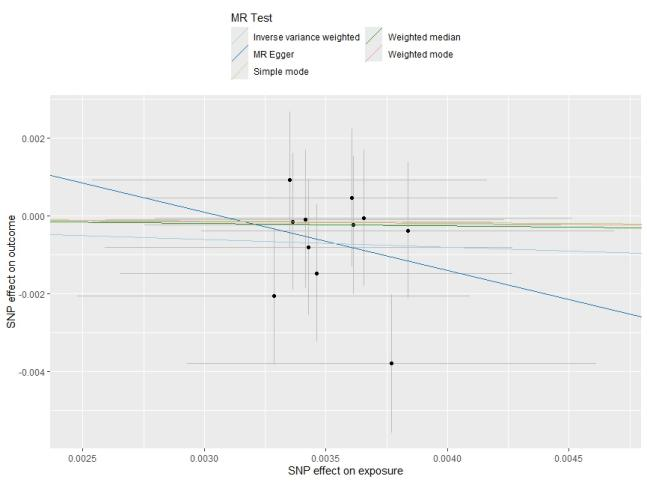 MR Test
Inverse variance weighted
Weighted median
MR Egger
Weighted mode
Simple mode
0.002
0.000
-0.002
-0.004
SNP effect on outcome
0.0025
0.0030
0.0035
0.0040
0.0045
SNP effect on exposure